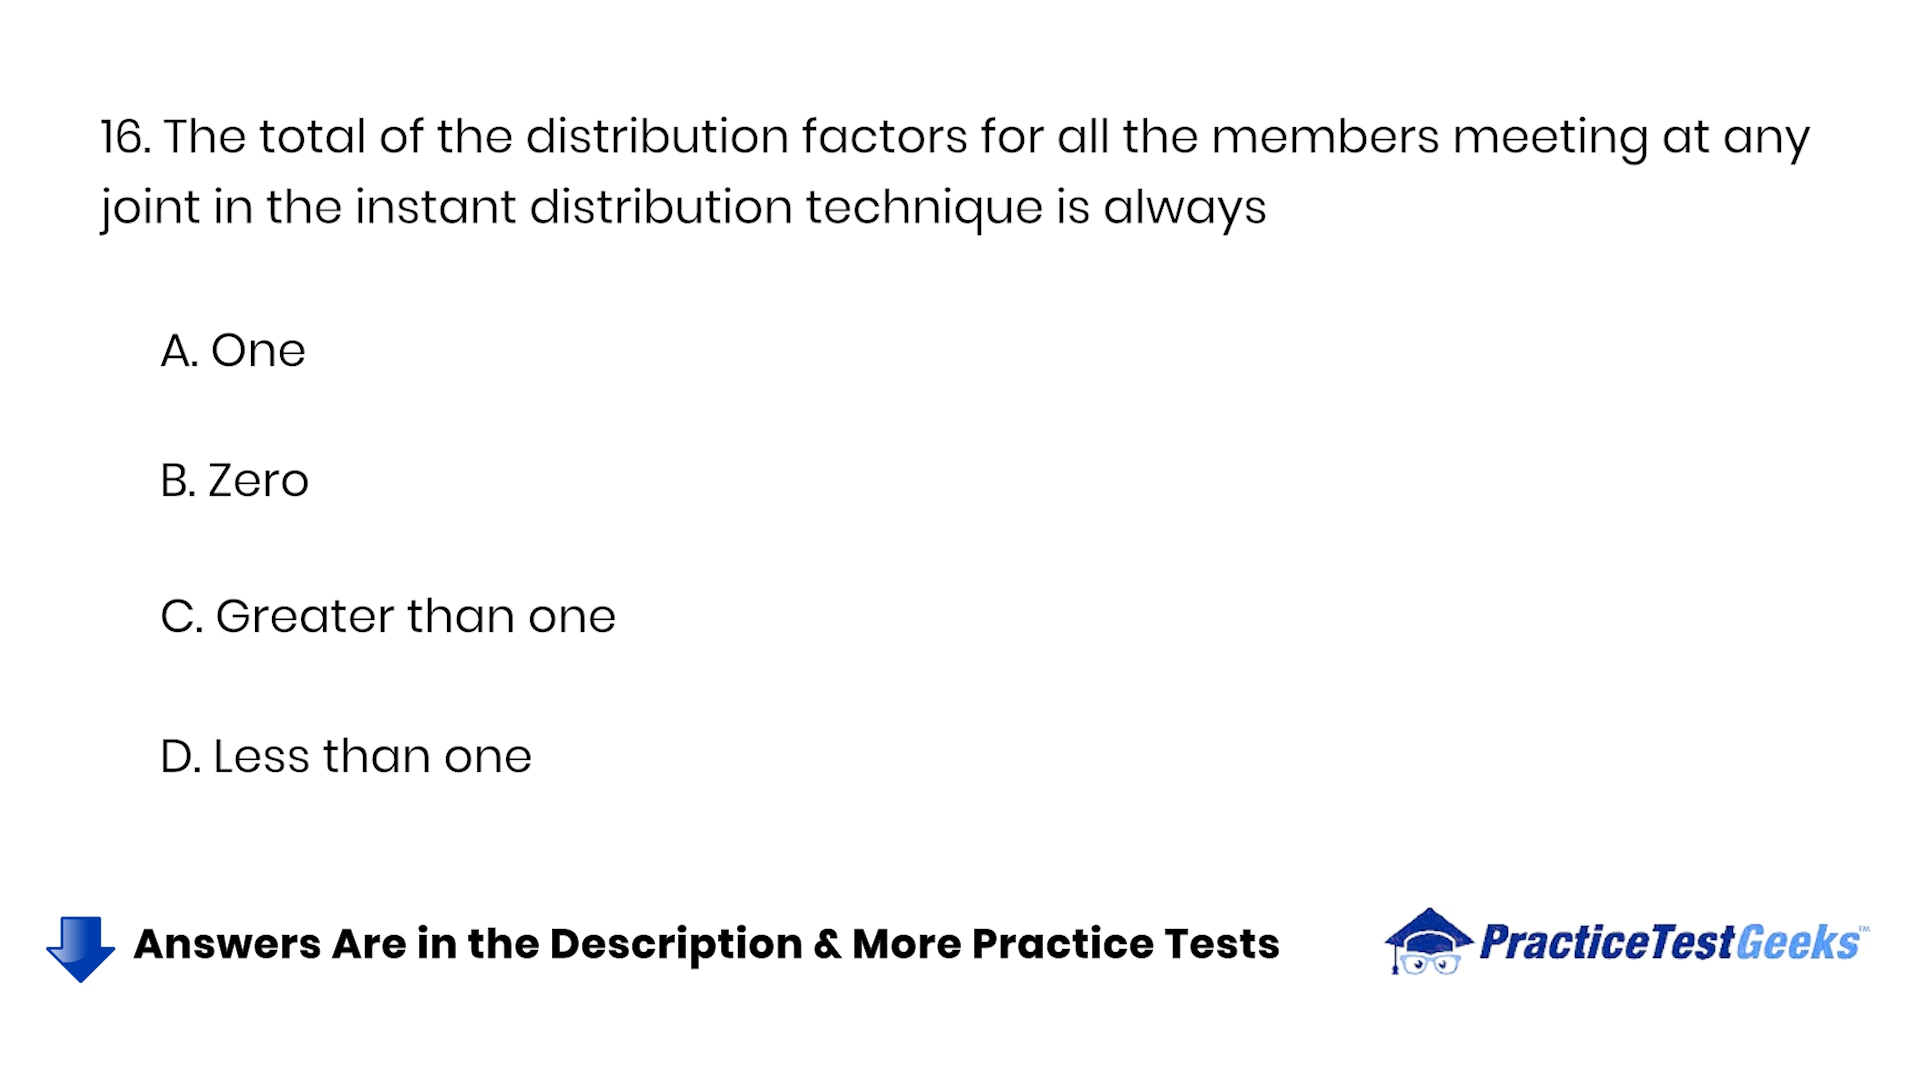 16. The total of the distribution factors for all the members meeting at any
joint in the instant distribution technique is always
A. One
B. Zero
C. Greater than one
D. Less than one
Answers Are in the Description & More Practice Tests
PracticeTestGeeks™